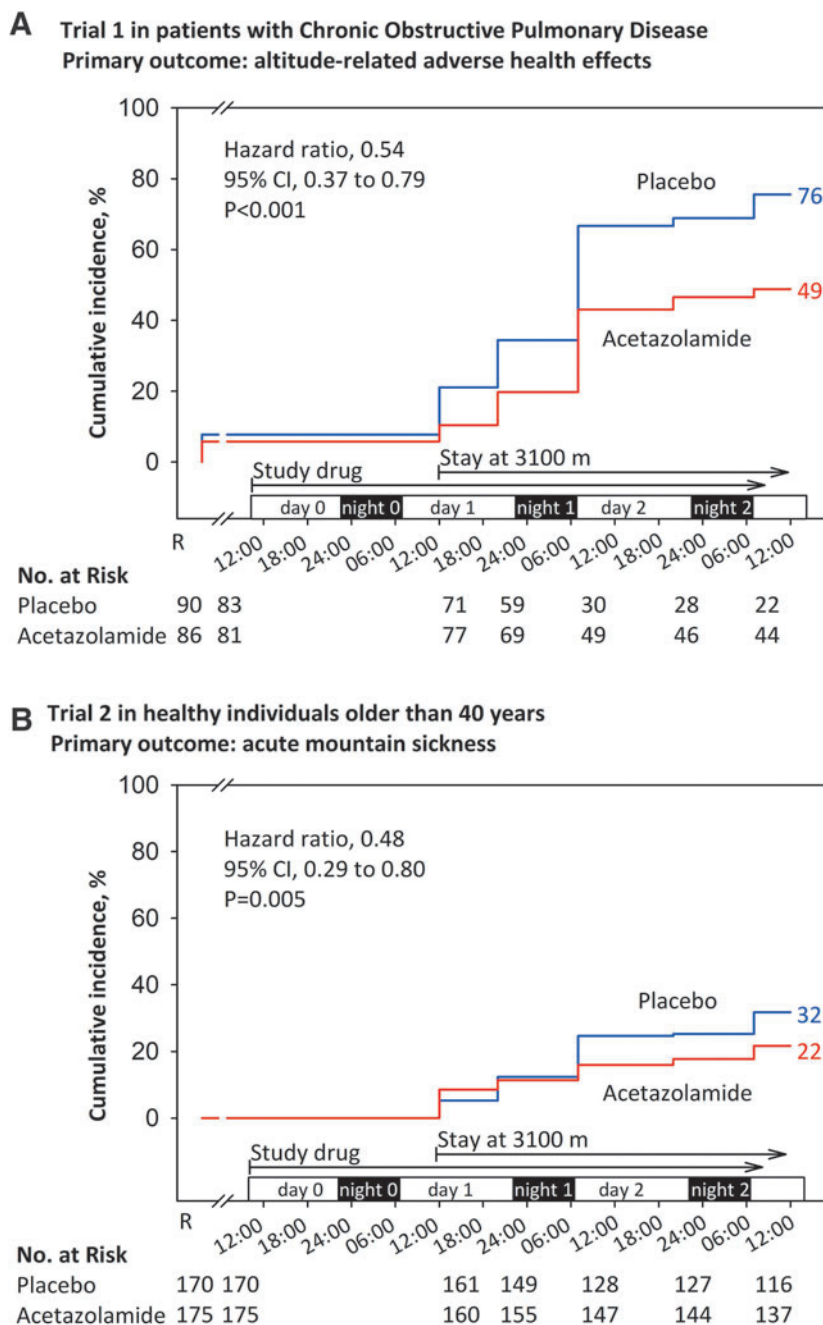 A Trial 1 in patients with Chronic Obstructive Pulmonary Disease
Primary outcome: altitude-related adverse health effects
100
80
60
40
20
0
Cumulative incidence, %
Hazard ratio, 0.54
95% CI, 0.37 to 0.79
P<0.001
Placebo
76
49
Acetazolamide
Study drug
Stay at 3100 m
day 0 night 0 day 1 night 1 day 2 night 2
R 12:00 18:00 24:00 06:00 12:00 18:00 24:00 06:00 12:00 18:00 24:00 06:00 12:00
No. at Risk
Placebo 90 83 71 59 30 28 22
Acetazolamide 86 81 77 69 49 46 44
B Trial 2 in healthy individuals older than 40 years
Primary outcome: acute mountain sickness
100
80
60
40
20
0
Cumulative incidence, %
Hazard ratio, 0.48
95% CI, 0.29 to 0.80
P=0.005
Placebo
32
22
Acetazolamide
Stay at 3100 m
Study drug
day 0 night 0 day 1 night 1 day 2 night 2
R 12:00 18:00 24:00 06:00 12:00 18:00 24:00 06:00 12:00 18:00 24:00 06:00 12:00
No. at Risk
Placebo 170 170 161 149 128 127 116
Acetazolamide 175 175 160 155 147 144 137